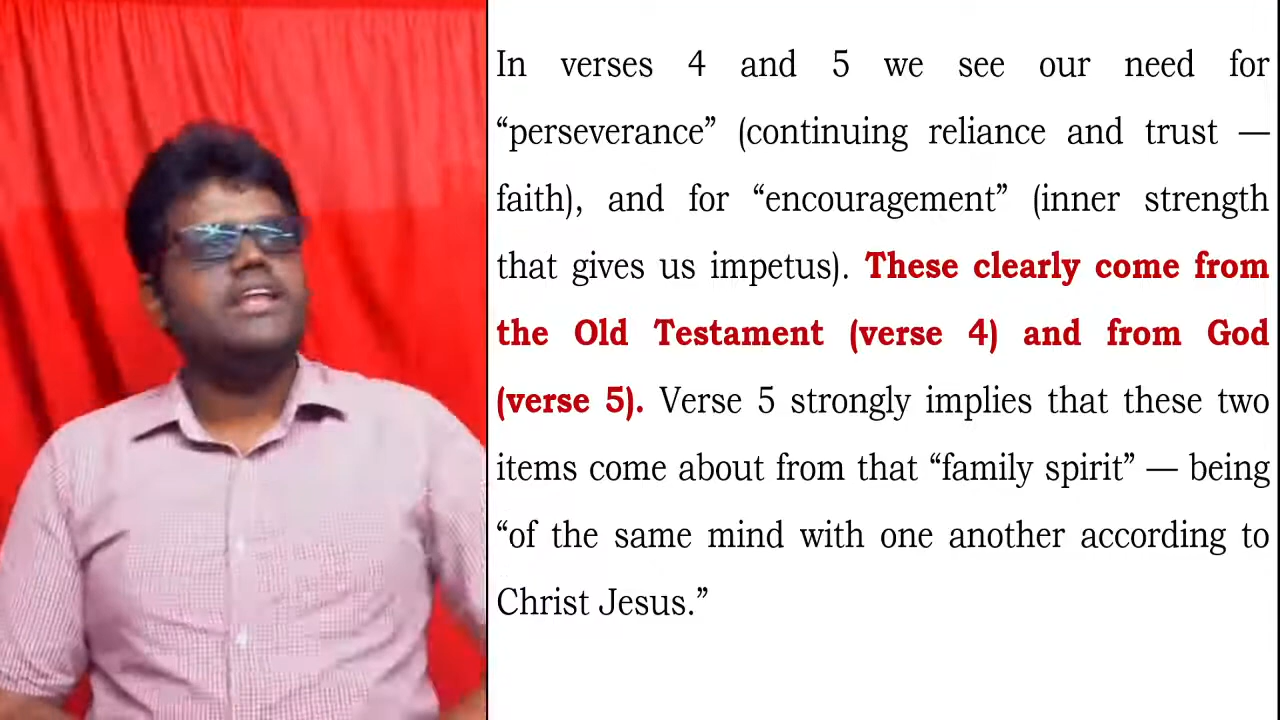 In verses 4 and 5 we see our need for
“perseverance” (continuing reliance and trust —
faith), and for “encouragement” (inner strength
that gives us impetus). These clearly come from
the Old Testament (verse 4) and from God
(verse 5). Verse 5 strongly implies that these two
items come about from that “family spirit” — being
“of the same mind with one another according to
Christ Jesus.”